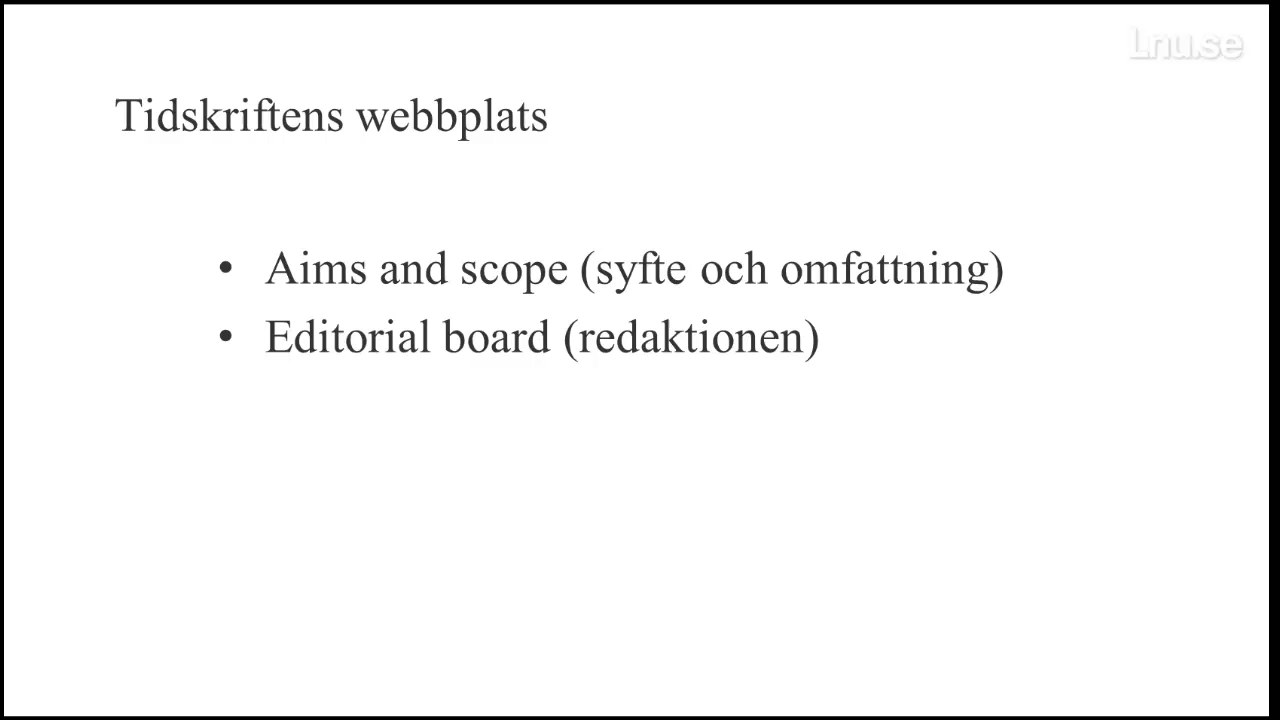 Lnu.se
Tidskriftens webbplats
• Aims and scope (syfte och omfattning)
• Editorial board (redaktionen)